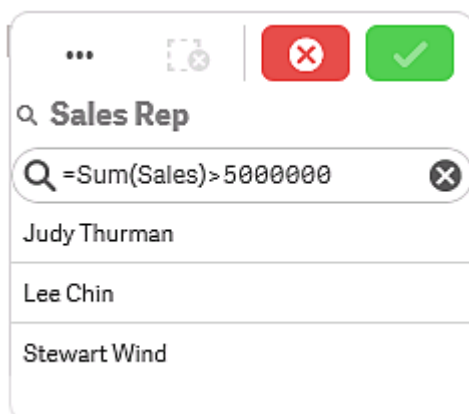 Sales Rep
=Sum(Sales)>5000000
Judy Thurman
Lee Chin
Stewart Wind